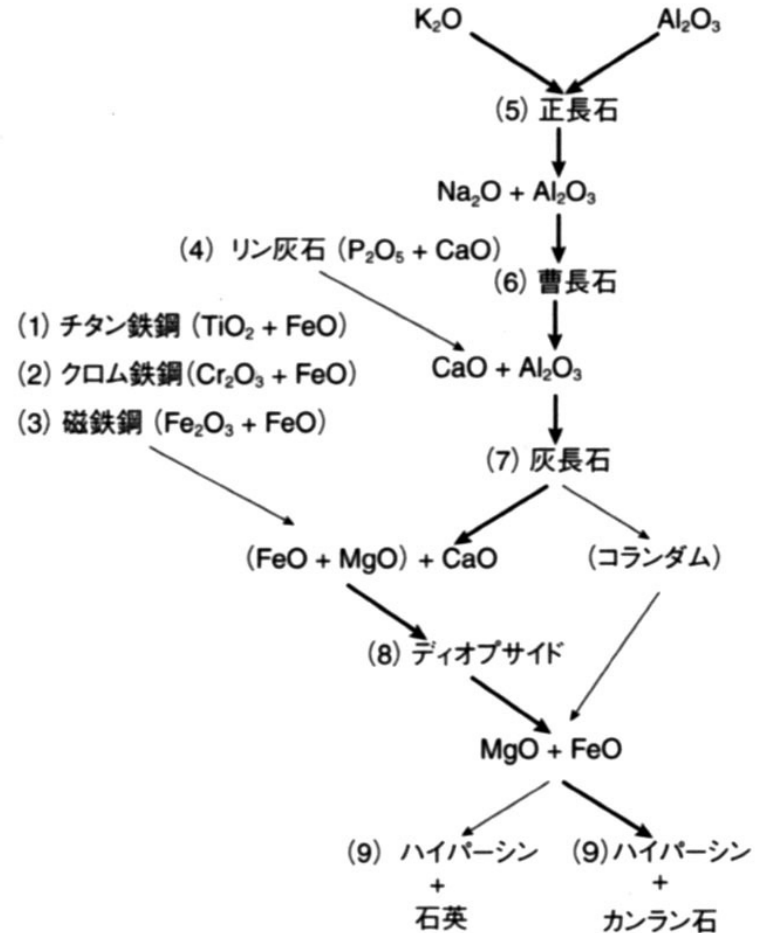 K₂O Al₂O₃
(5) 正長石
Na₂O + Al₂O₃
(4) リン灰石 (P₂O₅ + CaO)
(6) 曹長石
(1) チタン鉄鋼 (TiO₂ + FeO)
(2) クロム鉄鋼 (Cr₂O₃ + FeO)
CaO + Al₂O₃
(3) 磁鉄鋼 (Fe₂O₃ + FeO)
(7) 灰長石
(FeO + MgO) + CaO
(コランダム)
(8) ディオプサイド
MgO + FeO
(9) ハイパーシン
+
石英
(9) ハイパーシン
+
カンラン石